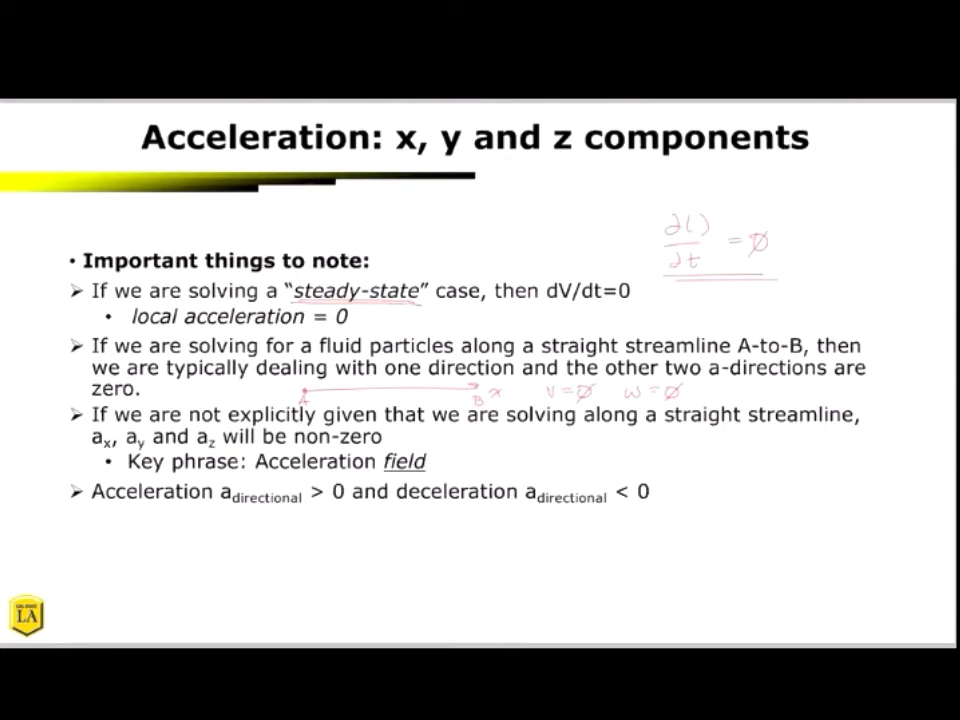 Acceleration: x, y and z components
∂( )
∂t
= ∅
• Important things to note:
➢ If we are solving a “steady-state” case, then dV/dt=0
• local acceleration = 0
➢ If we are solving for a fluid particles along a straight streamline A-to-B, then
we are typically dealing with one direction and the other two a-directions are
zero.
A B x v=∅ w=∅
➢ If we are not explicitly given that we are solving along a straight streamline,
aₓ, a_y and a_z will be non-zero
• Key phrase: Acceleration field
➢ Acceleration a_directional > 0 and deceleration a_directional < 0
CAL STATE
LA